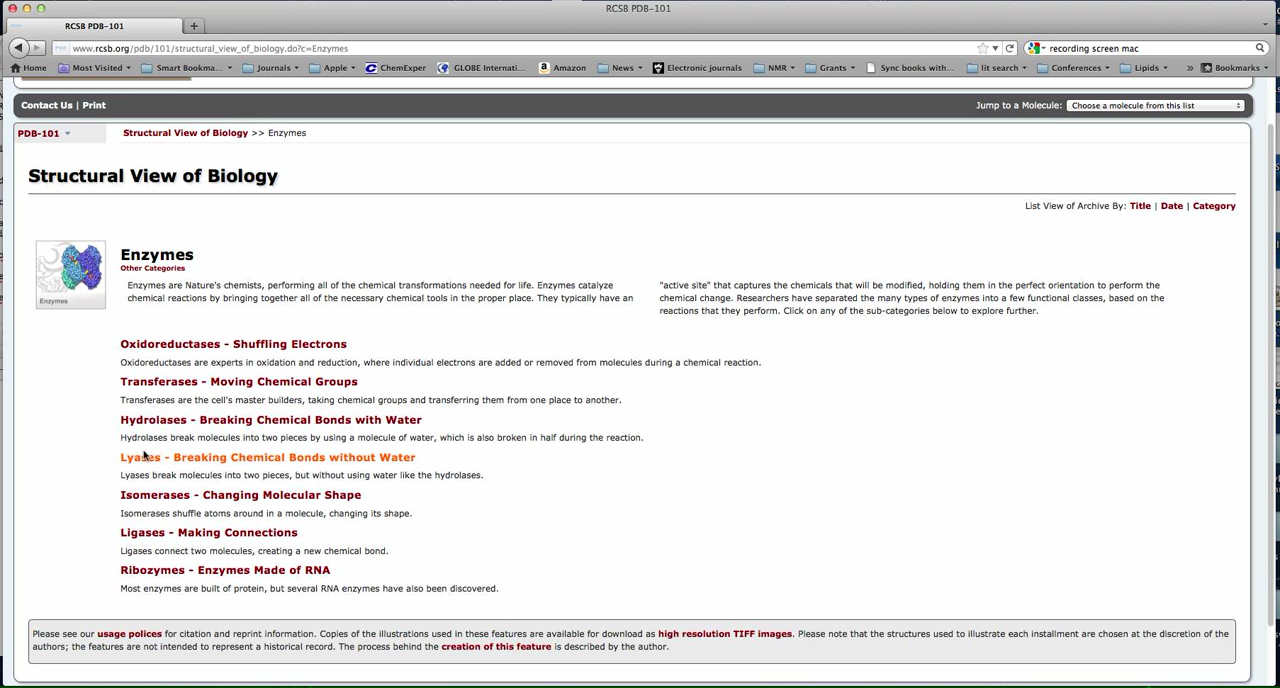 RCSB PDB-101
RCSB PDB-101
www.rcsb.org/pdb/101/structural_view_of_biology.do?c=Enzymes
recording screen mac
Home Most Visited Smart Bookma... Journals Apple ChemExper GLOBE Internati... Amazon News Electronic journals NMR Grants Sync books with... lit search Conferences Lipids » Bookmarks
Contact Us | Print
Jump to a Molecule: Choose a molecule from this list
PDB-101
Structural View of Biology >> Enzymes
Structural View of Biology
List View of Archive By: Title | Date | Category
Enzymes
Enzymes
Other Categories
Enzymes are Nature's chemists, performing all of the chemical transformations needed for life. Enzymes catalyze
chemical reactions by bringing together all of the necessary chemical tools in the proper place. They typically have an
"active site" that captures the chemicals that will be modified, holding them in the perfect orientation to perform the
chemical change. Researchers have separated the many types of enzymes into a few functional classes, based on the
reactions that they perform. Click on any of the sub-categories below to explore further.
Oxidoreductases - Shuffling Electrons
Oxidoreductases are experts in oxidation and reduction, where individual electrons are added or removed from molecules during a chemical reaction.
Transferases - Moving Chemical Groups
Transferases are the cell's master builders, taking chemical groups and transferring them from one place to another.
Hydrolases - Breaking Chemical Bonds with Water
Hydrolases break molecules into two pieces by using a molecule of water, which is also broken in half during the reaction.
Lyases - Breaking Chemical Bonds without Water
Lyases break molecules into two pieces, but without using water like the hydrolases.
Isomerases - Changing Molecular Shape
Isomerases shuffle atoms around in a molecule, changing its shape.
Ligases - Making Connections
Ligases connect two molecules, creating a new chemical bond.
Ribozymes - Enzymes Made of RNA
Most enzymes are built of protein, but several RNA enzymes have also been discovered.
Please see our usage polices for citation and reprint information. Copies of the illustrations used in these features are available for download as high resolution TIFF images. Please note that the structures used to illustrate each installment are chosen at the discretion of the
authors; the features are not intended to represent a historical record. The process behind the creation of this feature is described by the author.